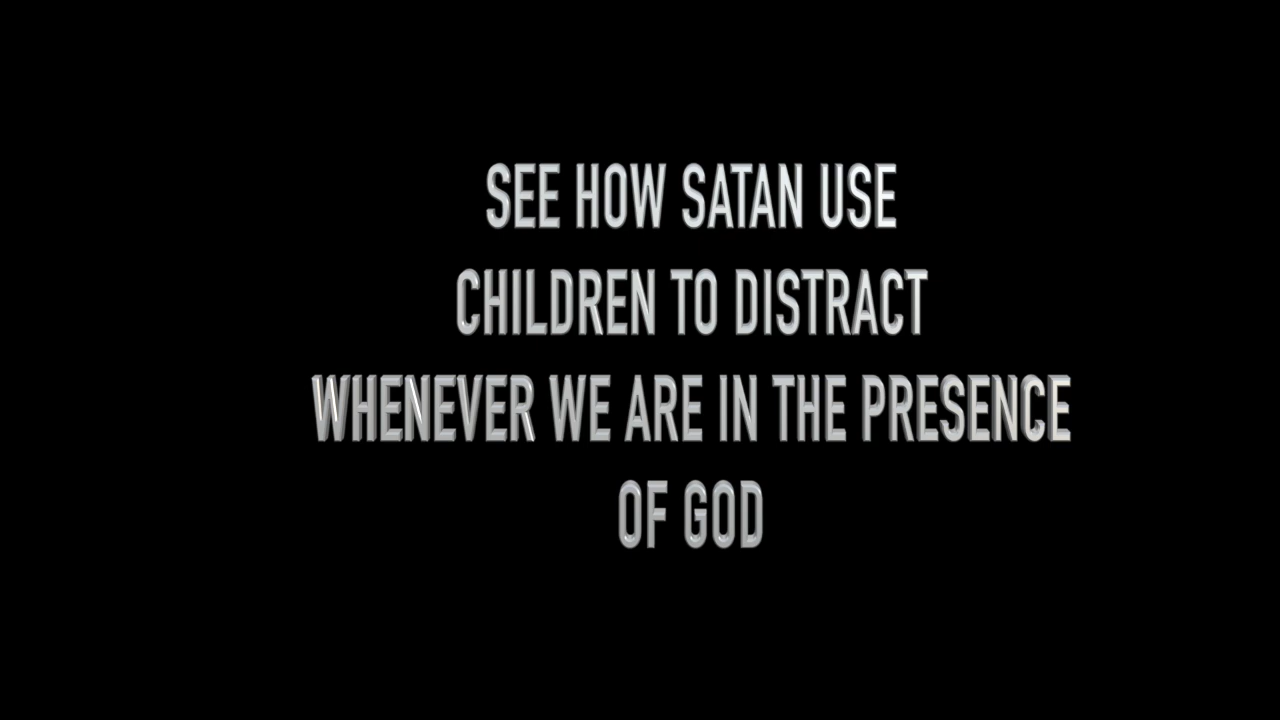 SEE HOW SATAN USE
CHILDREN TO DISTRACT
WHENEVER WE ARE IN THE PRESENCE
OF GOD